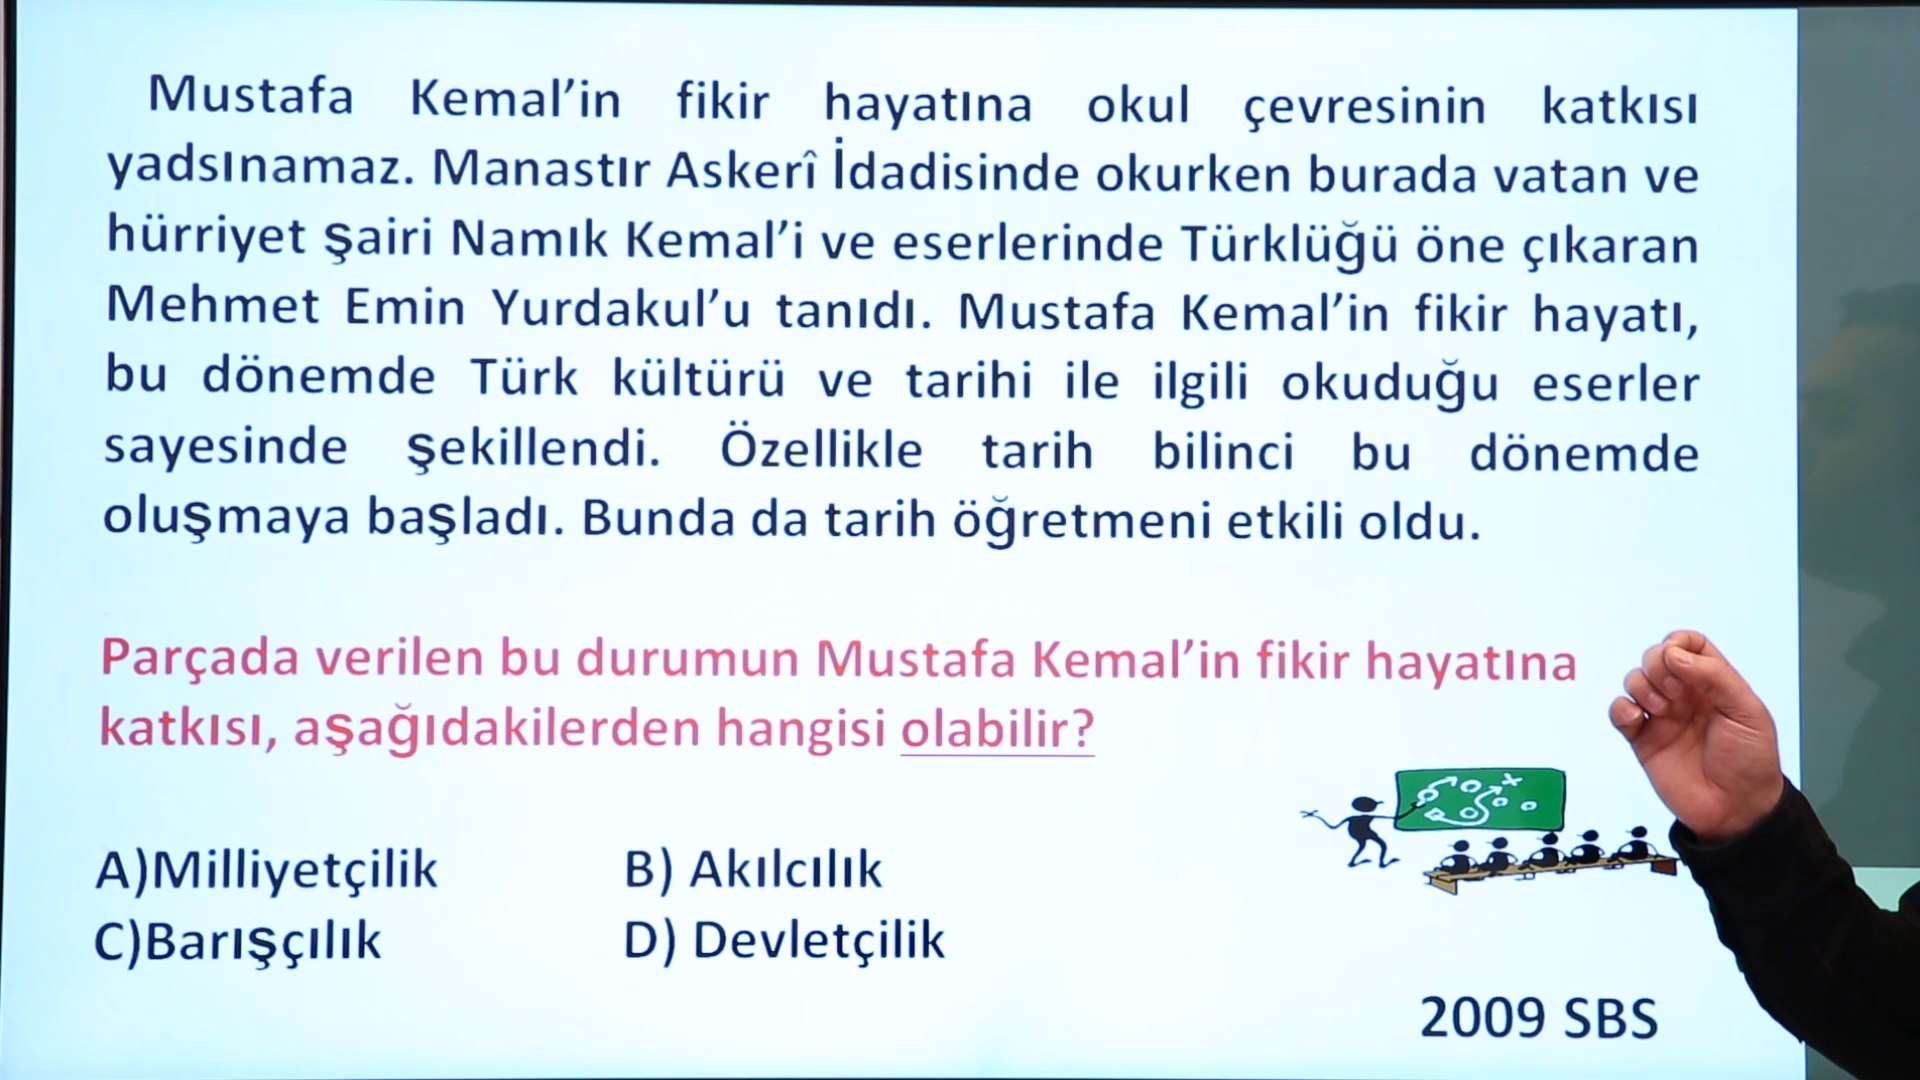 Mustafa Kemal’in fikir hayatına okul çevresinin katkısı
yadsınamaz. Manastır Askerî İdadisinde okurken burada vatan ve
hürriyet şairi Namık Kemal’i ve eserlerinde Türklüğü öne çıkaran
Mehmet Emin Yurdakul’u tanıdı. Mustafa Kemal’in fikir hayatı,
bu dönemde Türk kültürü ve tarihi ile ilgili okuduğu eserler
sayesinde şekillendi. Özellikle tarih bilinci bu dönemde
oluşmaya başladı. Bunda da tarih öğretmeni etkili oldu.
Parçada verilen bu durumun Mustafa Kemal’in fikir hayatına
katkısı, aşağıdakilerden hangisi olabilir?
A)Milliyetçilik B) Akılcılık
C)Barışçılık D) Devletçilik
2009 SBS